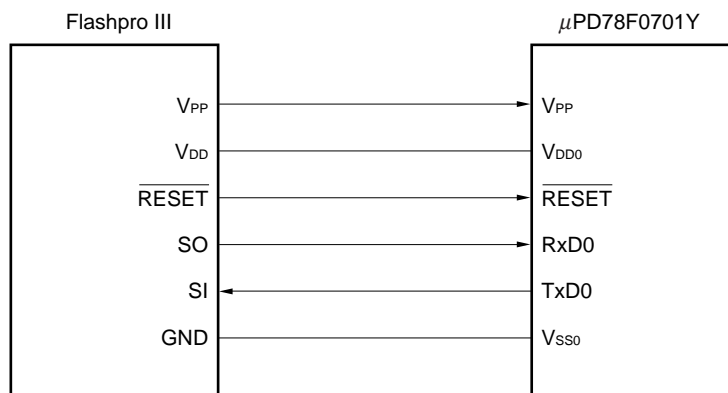 Flashpro III
μPD78F0701Y
VPP
VPP
VDD
VDD0
RESET
RESET
SO
RxD0
SI
TxD0
GND
VSS0